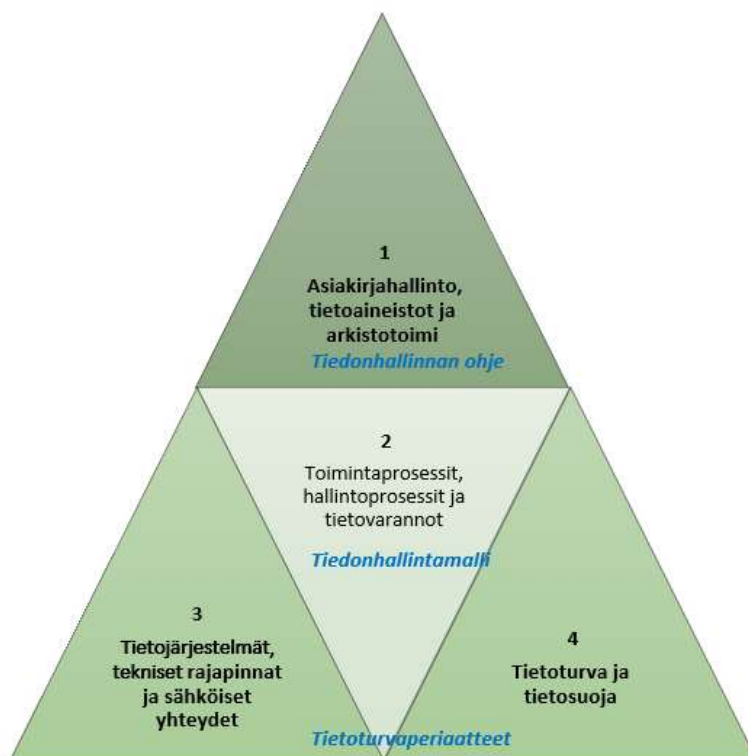 1
Asiakirjahallinto,
tietoaineistot ja
arkistotoimi
Tiedonhallinnan ohje
2
Toimintaprosessit,
hallintoprosessit ja
tietovarannot
Tiedonhallintamalli
3
Tietojärjestelmät,
tekniset rajapinnat
ja sähköiset
yhteydet
4
Tietoturva ja
tietosuoja
Tietoturvaperiaatteet